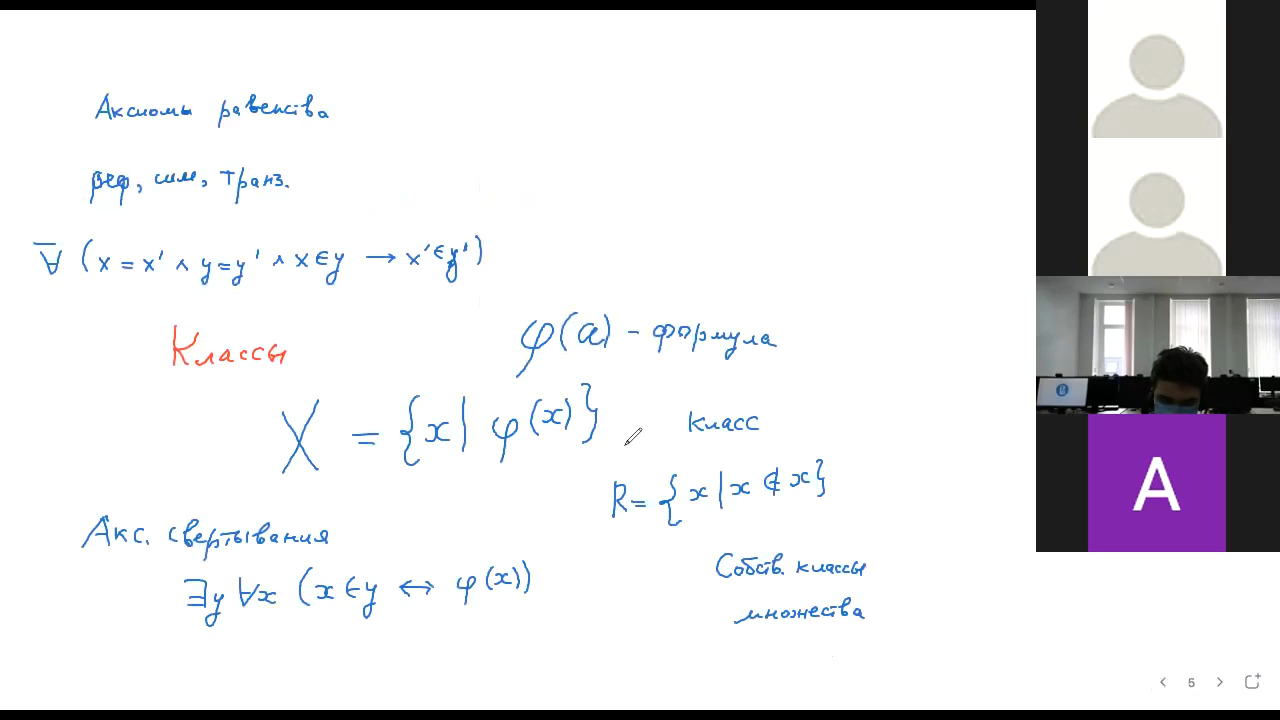 Аксиомы равенства
реф, сим, транз.
∀̅ (x = x' ∧ y = y' ∧ x ∈ y → x' ∈ y')
Классы
φ(a) – формула
X = {x | φ(x)}
класс
R = {x | x ∉ x}
Акс. свертывания
∃y ∀x (x ∈ y ↔ φ(x))
Собств. классы
множества
A
5